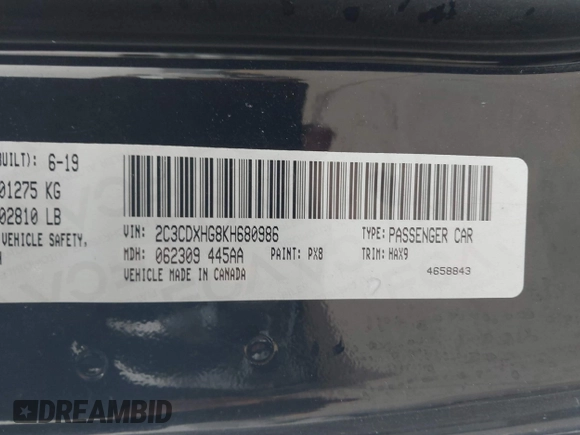 BUILT): 6-19
01275 KG
02810 LB
VEHICLE SAFETY,
VIN: 2C3CDXHG8KH680986
TYPE: PASSENGER CAR
MDH: 062309 445AA
PAINT: PX8
TRIM: HAX9
VEHICLE MADE IN CANADA
4658843
DREAMBID